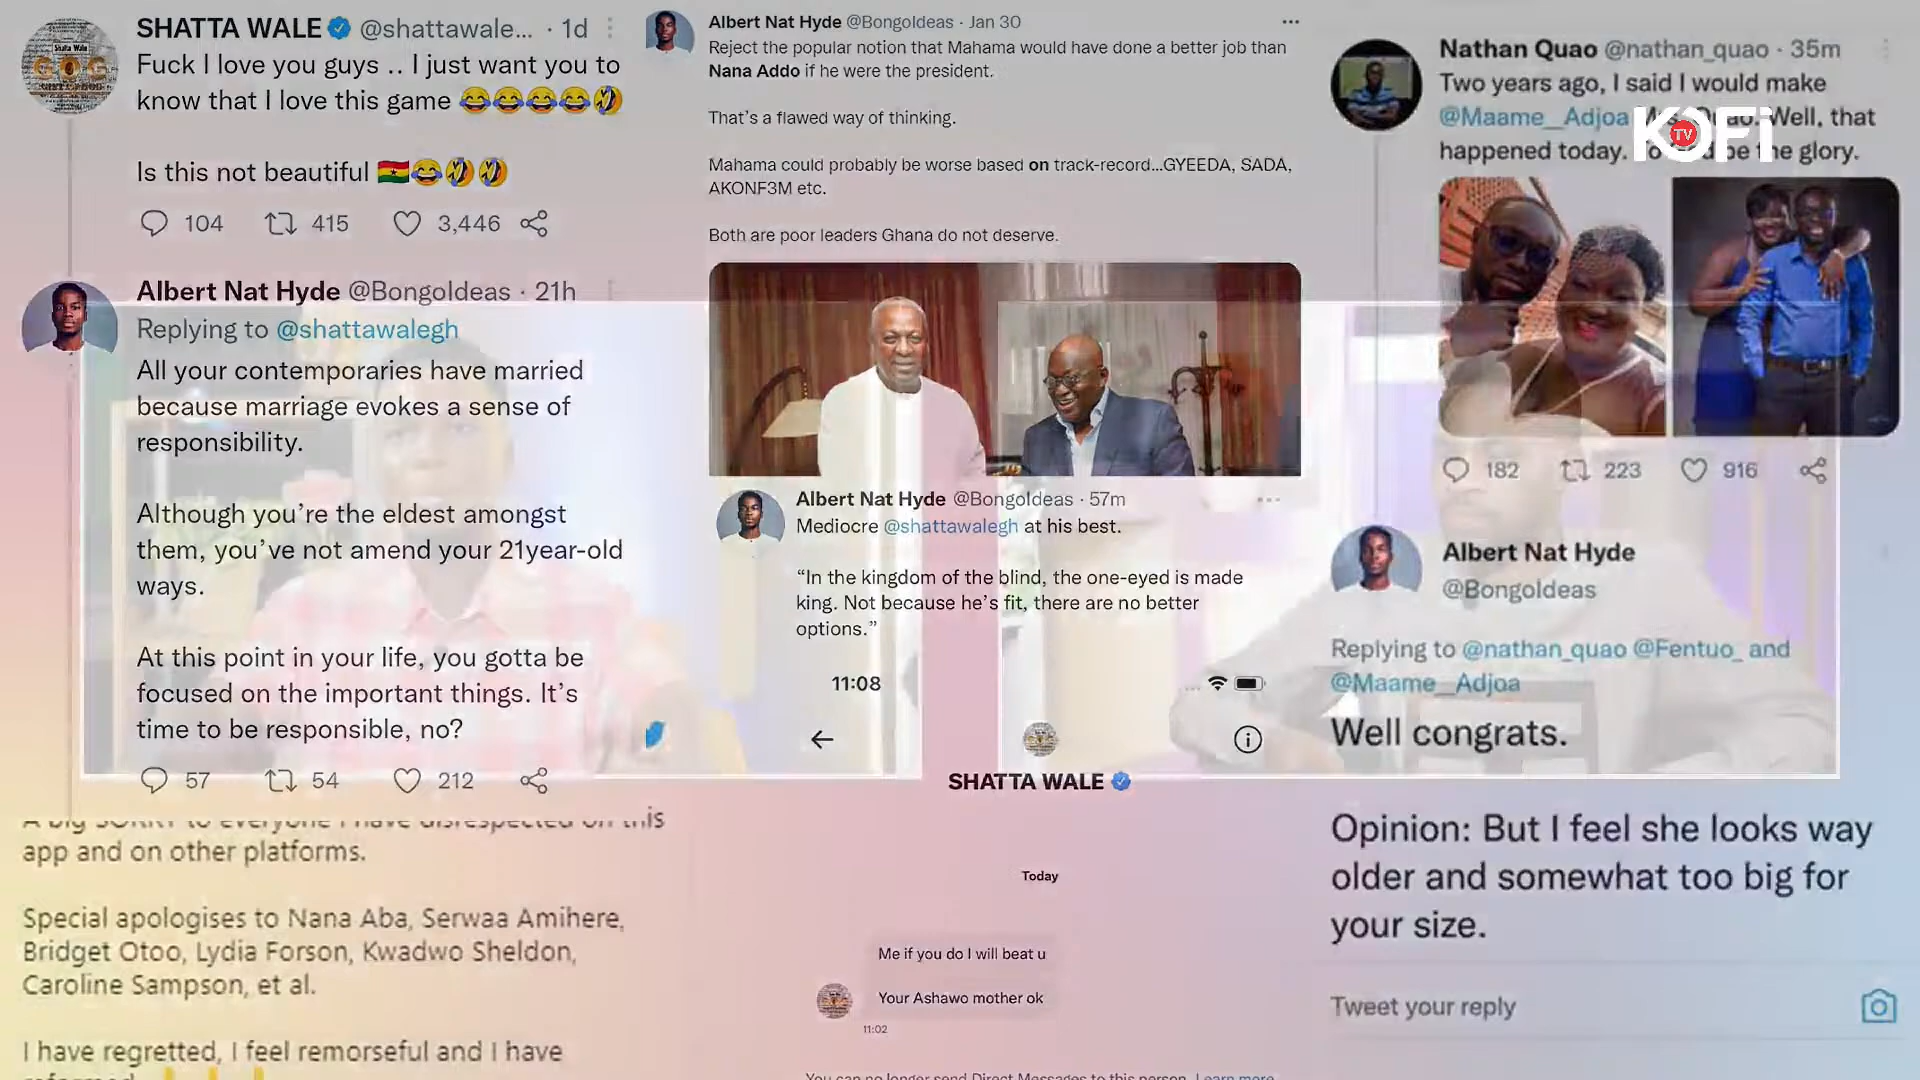 SHATTA WALE @shattawale... · 1d
Fuck I love you guys .. I just want you to
know that I love this game 😂😂😂😂🤣
Is this not beautiful 🇬🇭😂🤣🤣
104 415 3,446
Albert Nat Hyde @BongoIdeas · 21h
Replying to @shattawalegh
All your contemporaries have married
because marriage evokes a sense of
responsibility.
Although you’re the eldest amongst
them, you’ve not amend your 21year-old
ways.
At this point in your life, you gotta be
focused on the important things. It’s
time to be responsible, no?
57 54 212
A big SORRY to everyone I have disrespected on this
app and on other platforms.
Special apologises to Nana Aba, Serwaa Amihere,
Bridget Otoo, Lydia Forson, Kwadwo Sheldon,
Caroline Sampson, et al.
I have regretted, I feel remorseful and I have
Albert Nat Hyde @BongoIdeas · Jan 30
Reject the popular notion that Mahama would have done a better job than
Nana Addo if he were the president.
That’s a flawed way of thinking.
Mahama could probably be worse based on track-record...GYEEDA, SADA,
AKONF3M etc.
Both are poor leaders Ghana do not deserve.
Albert Nat Hyde @BongoIdeas · 57m
Mediocre @shattawalegh at his best.
“In the kingdom of the blind, the one-eyed is made
king. Not because he’s fit, there are no better
options.”
11:08
SHATTA WALE
Today
Me if you do I will beat u
Your Ashawo mother ok
11:02
You can no longer send Direct Messages to this person. Learn more
Nathan Quao @nathan_quao · 35m
Two years ago, I said I would make
@Maame__Adjoa Quao. Well, that
happened today. be the glory.
KOFI
TV
182 223 916
Albert Nat Hyde
@BongoIdeas
Replying to @nathan_quao @Fentuo_ and
@Maame__Adjoa
Well congrats.
Opinion: But I feel she looks way
older and somewhat too big for
your size.
Tweet your reply